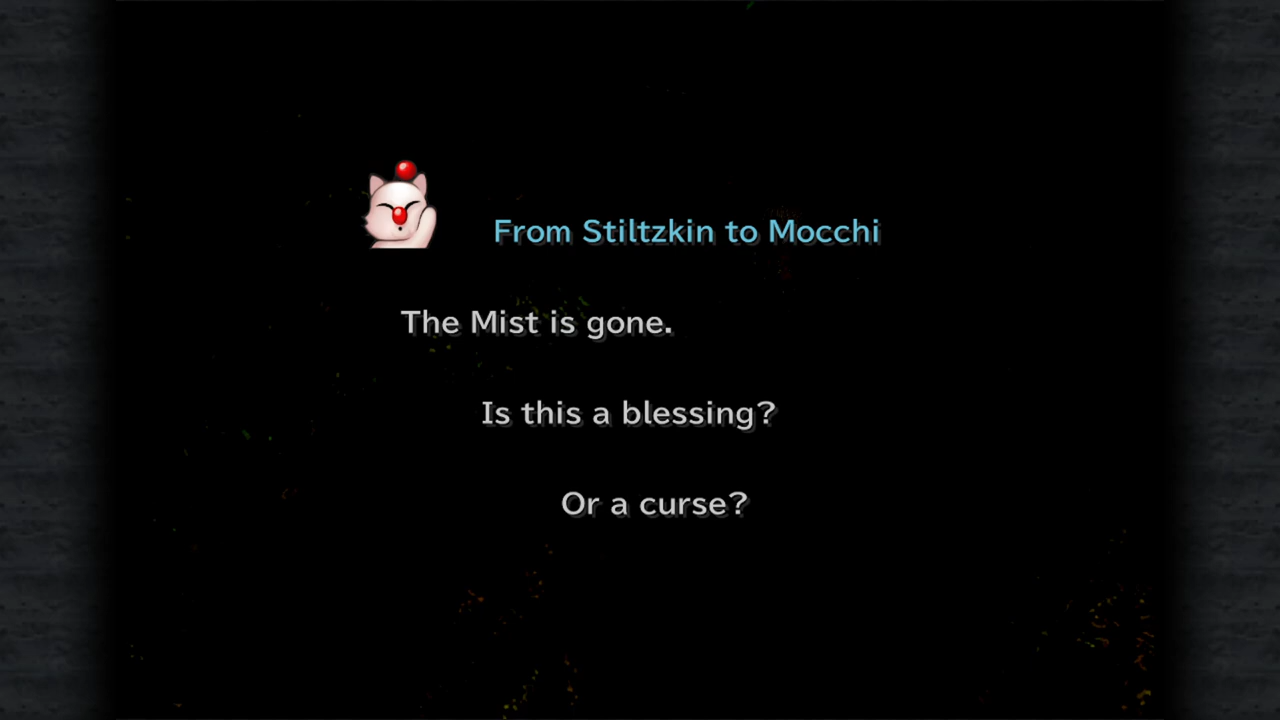 From Stiltzkin to Mocchi
The Mist is gone.
Is this a blessing?
Or a curse?